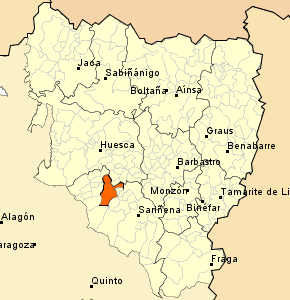 Jaca
Sabiñánigo
Boltaña
Aínsa
Graus
Huesca
Benabarre
Barbastro
Monzón
Tamarite de Li
Binéfar
Sariñena
Alagón
aragoza
Fraga
Quinto